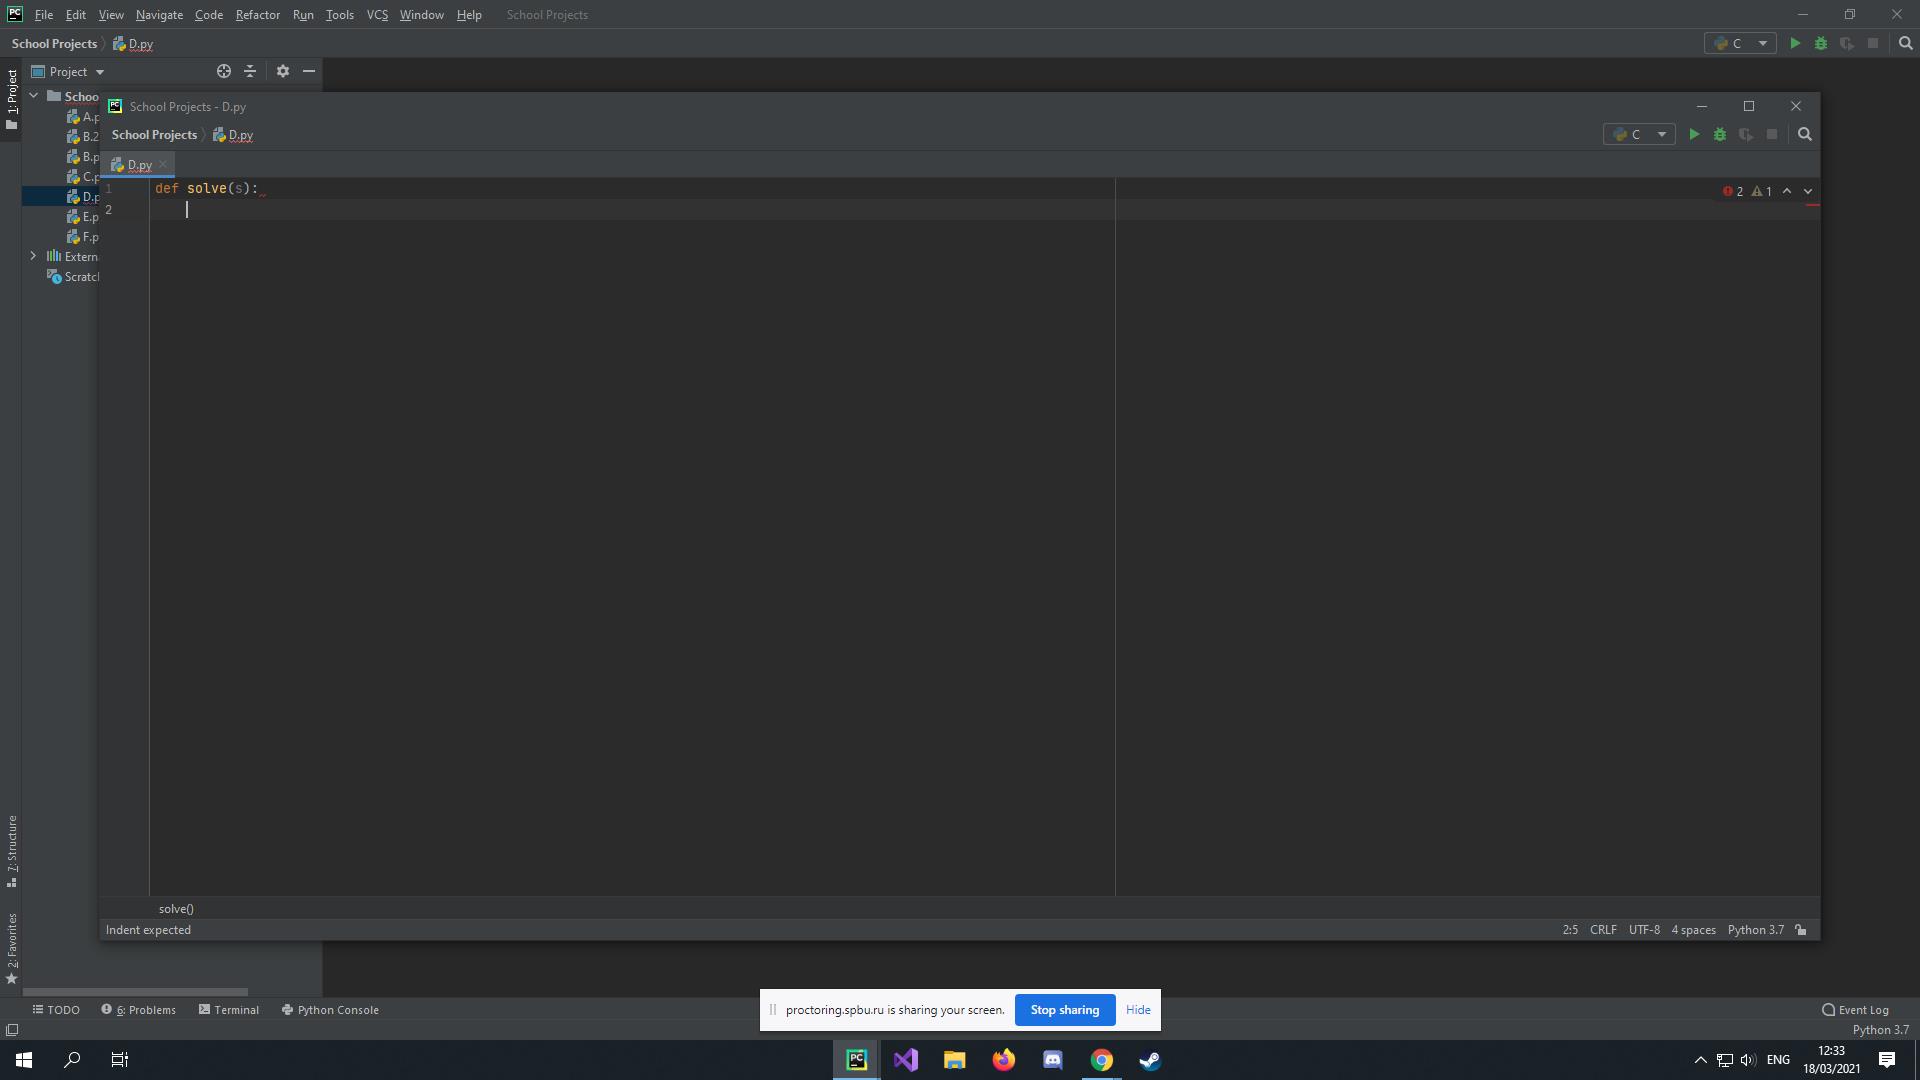 PC File Edit View Navigate Code Refactor Run Tools VCS Window Help School Projects
School Projects D.py C
1: Project Project
Schoo
A.p
B.2
B.p
C.p
D.p
E.p
F.p
Extern
Scratch
PC School Projects - D.py
School Projects D.py C
D.py
1 def solve(s):
2
2 1
solve()
Indent expected 2:5 CRLF UTF-8 4 spaces Python 3.7
7: Structure
2: Favorites
TODO 6: Problems Terminal Python Console Event Log
proctoring.spbu.ru is sharing your screen. Stop sharing Hide
Python 3.7
PC ENG 12:33
18/03/2021